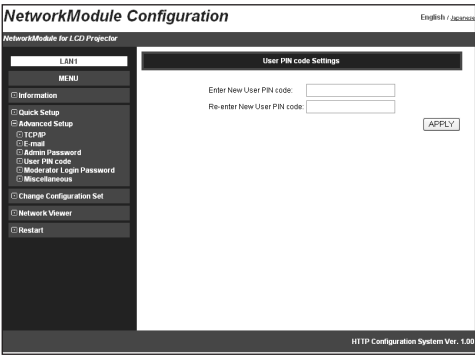 NetworkModule Configuration
English / Japanese
NetworkModule for LCD Projector
LAN1
MENU
Information
Quick Setup
Advanced Setup
TCP/IP
E-mail
Admin Password
User PIN code
Moderator Login Password
Miscellaneous
Change Configuration Set
Network Viewer
Restart
User PIN code Settings
Enter New User PIN code:
Re-enter New User PIN code:
APPLY
HTTP Configuration System Ver. 1.00